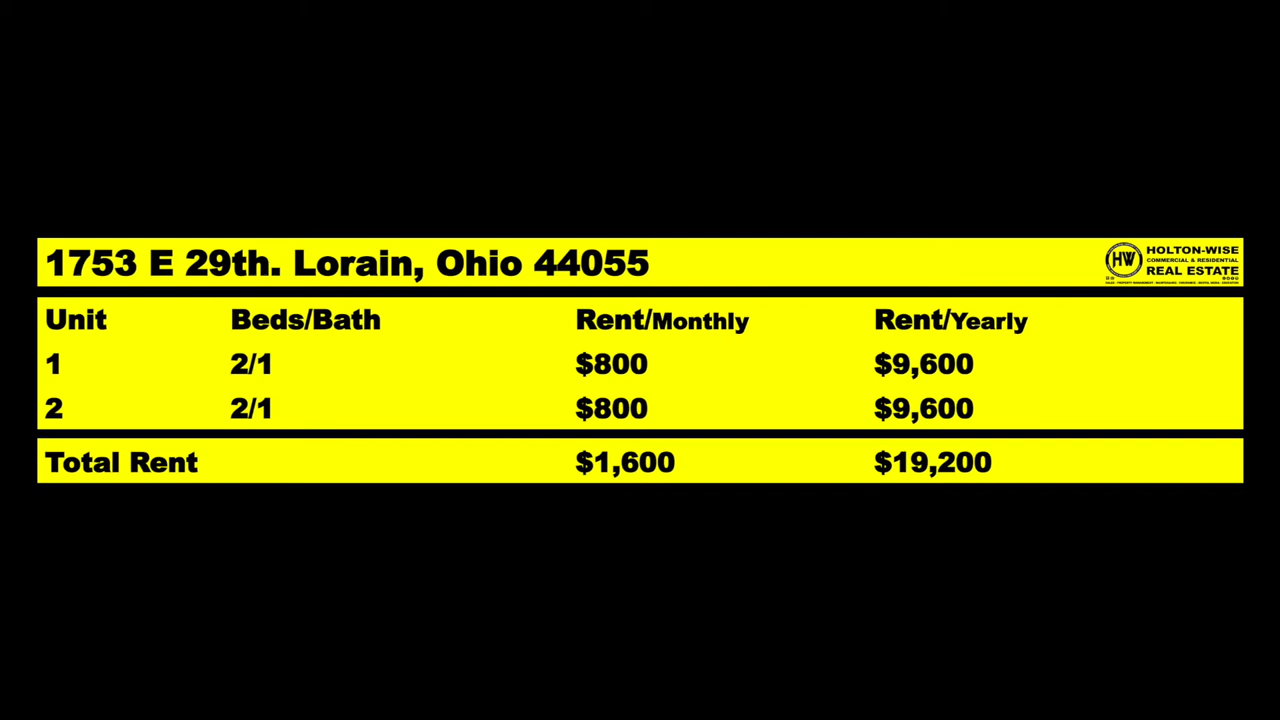 1753 E 29th. Lorain, Ohio 44055
HW
HOLTON-WISE
COMMERCIAL & RESIDENTIAL
REAL ESTATE
Unit Beds/Bath Rent/Monthly Rent/Yearly
1 2/1 $800 $9,600
2 2/1 $800 $9,600
Total Rent $1,600 $19,200